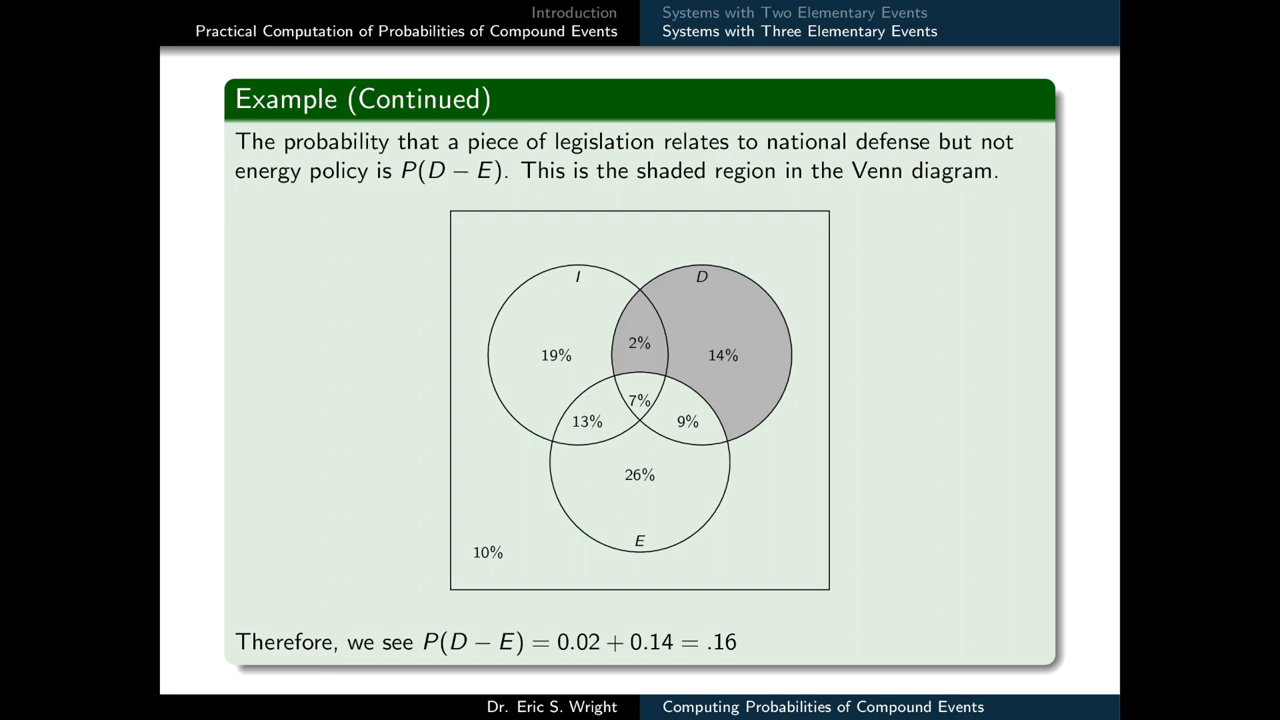 Introduction
Practical Computation of Probabilities of Compound Events
Systems with Two Elementary Events
Systems with Three Elementary Events
Example (Continued)
The probability that a piece of legislation relates to national defense but not
energy policy is P(D − E). This is the shaded region in the Venn diagram.
I
D
2%
19%
14%
7%
13%
9%
26%
E
10%
Therefore, we see P(D − E) = 0.02 + 0.14 = .16
Dr. Eric S. Wright
Computing Probabilities of Compound Events